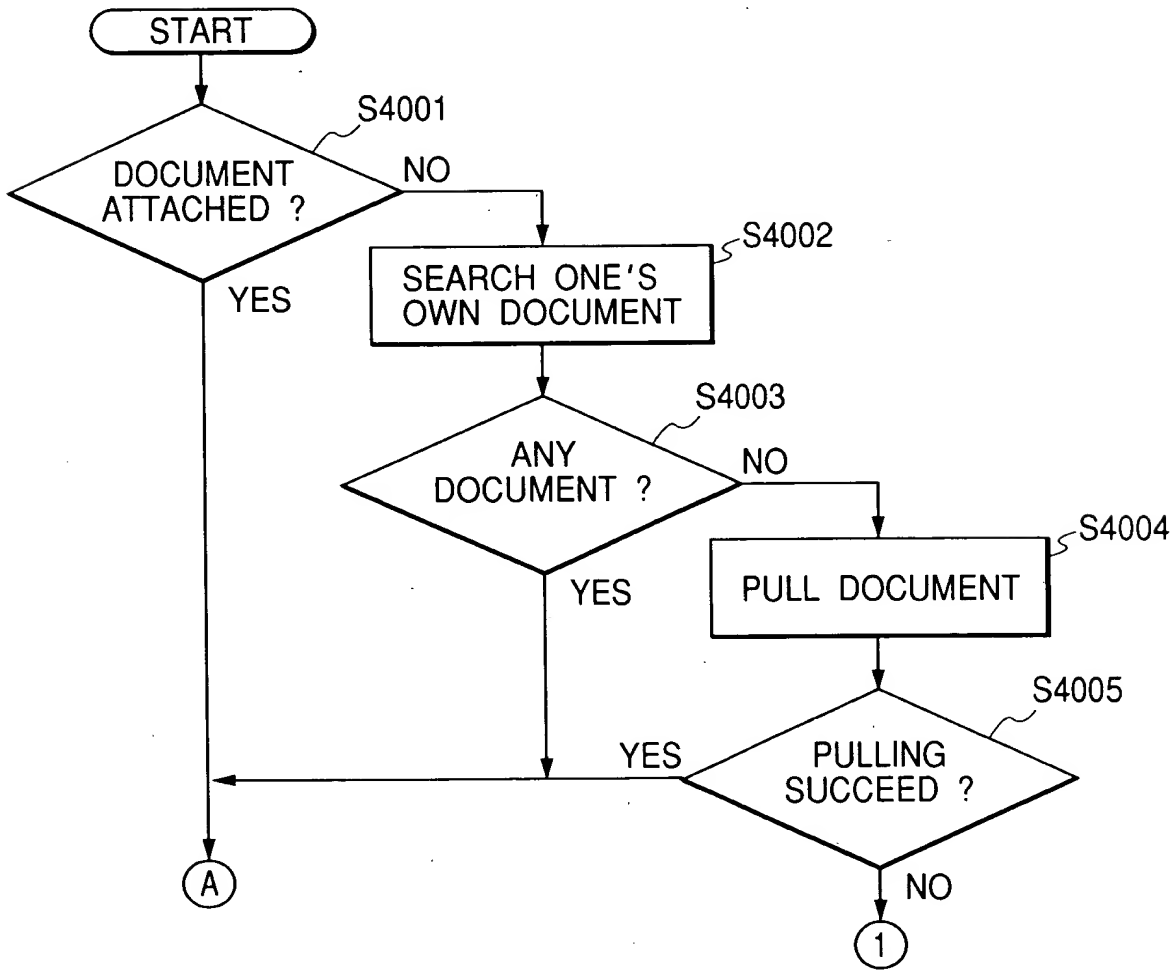 START
S4001
DOCUMENT
ATTACHED ?
NO
YES
S4002
SEARCH ONE'S
OWN DOCUMENT
S4003
ANY
DOCUMENT ?
NO
YES
S4004
PULL DOCUMENT
S4005
PULLING
SUCCEED ?
YES
NO
A
1